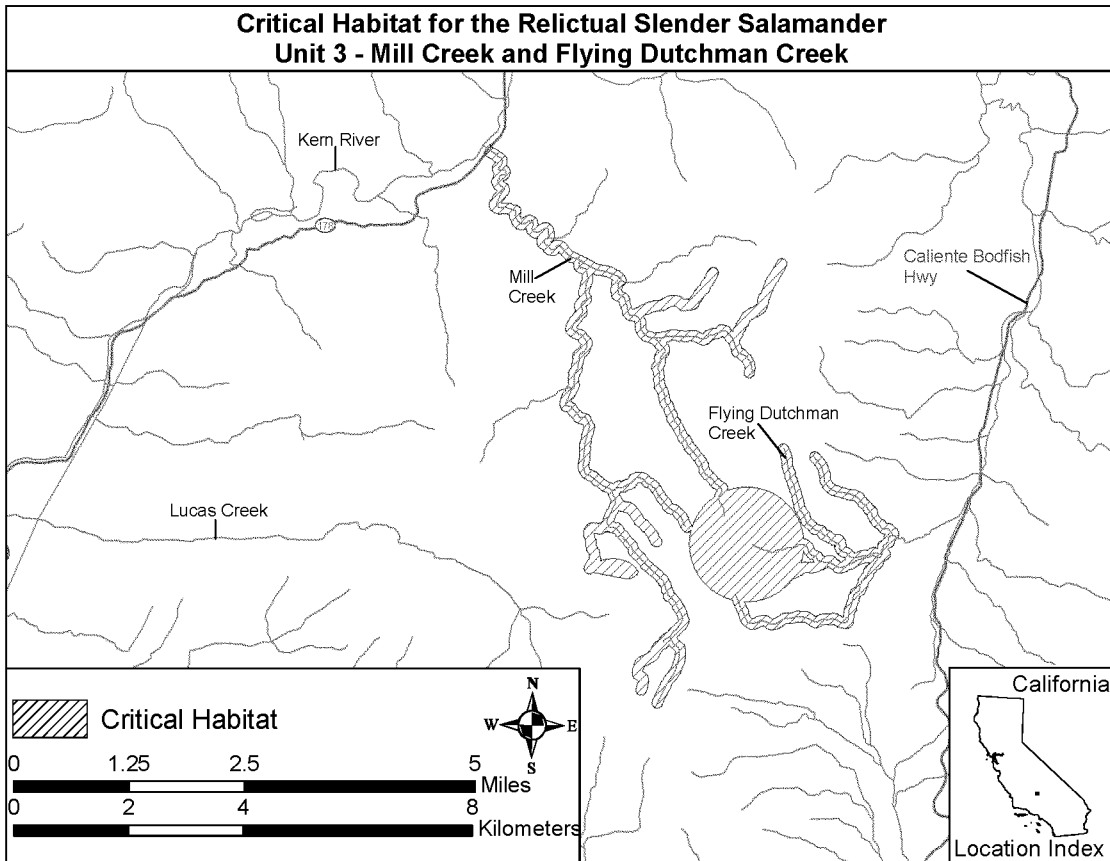 Critical Habitat for the Relictual Slender Salamander
Unit 3 - Mill Creek and Flying Dutchman Creek
Kern River
178
Mill
Creek
Caliente Bodfish
Hwy
Flying Dutchman
Creek
Lucas Creek
Critical Habitat
N
W
E
S
0 1.25 2.5 5
Miles
0 2 4 8
Kilometers
California
Location Index